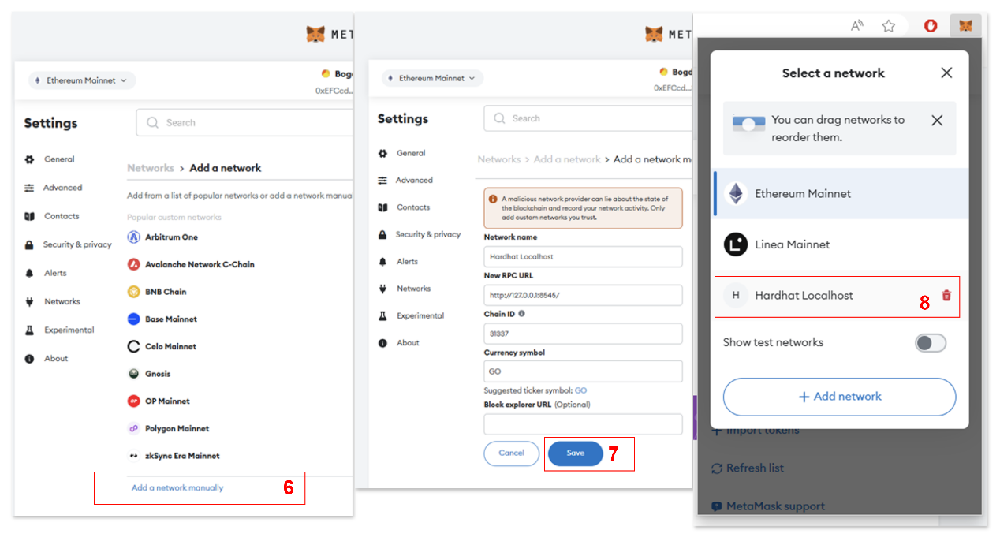 MET
Ethereum Mainnet
Bog
0xEFCcd...
Settings
Search
General
Advanced
Contacts
Security & privacy
Alerts
Networks
Experimental
About
Networks > Add a network
Add from a list of popular networks or add a network manua
Popular custom networks
Arbitrum One
Avalanche Network C-Chain
BNB Chain
Base Mainnet
Celo Mainnet
Gnosis
OP Mainnet
Polygon Mainnet
zkSync Era Mainnet
Add a network manually
6
MET
Ethereum Mainnet
Bogd
0xEFCcd...
Settings
Search
General
Advanced
Contacts
Security & privacy
Alerts
Networks
Experimental
About
Networks > Add a network > Add a network m
A malicious network provider can lie about the state of
the blockchain and record your network activity. Only
add custom networks you trust.
Network name
Hardhat Localhost
New RPC URL
http://127.0.0.1:8545/
Chain ID
31337
Currency symbol
GO
Suggested ticker symbol: GO
Block explorer URL (Optional)
Cancel
Save
7
Select a network
You can drag networks to
reorder them.
Ethereum Mainnet
L
Linea Mainnet
H
Hardhat Localhost
8
Show test networks
+ Add network
+ Import tokens
Refresh list
MetaMask support